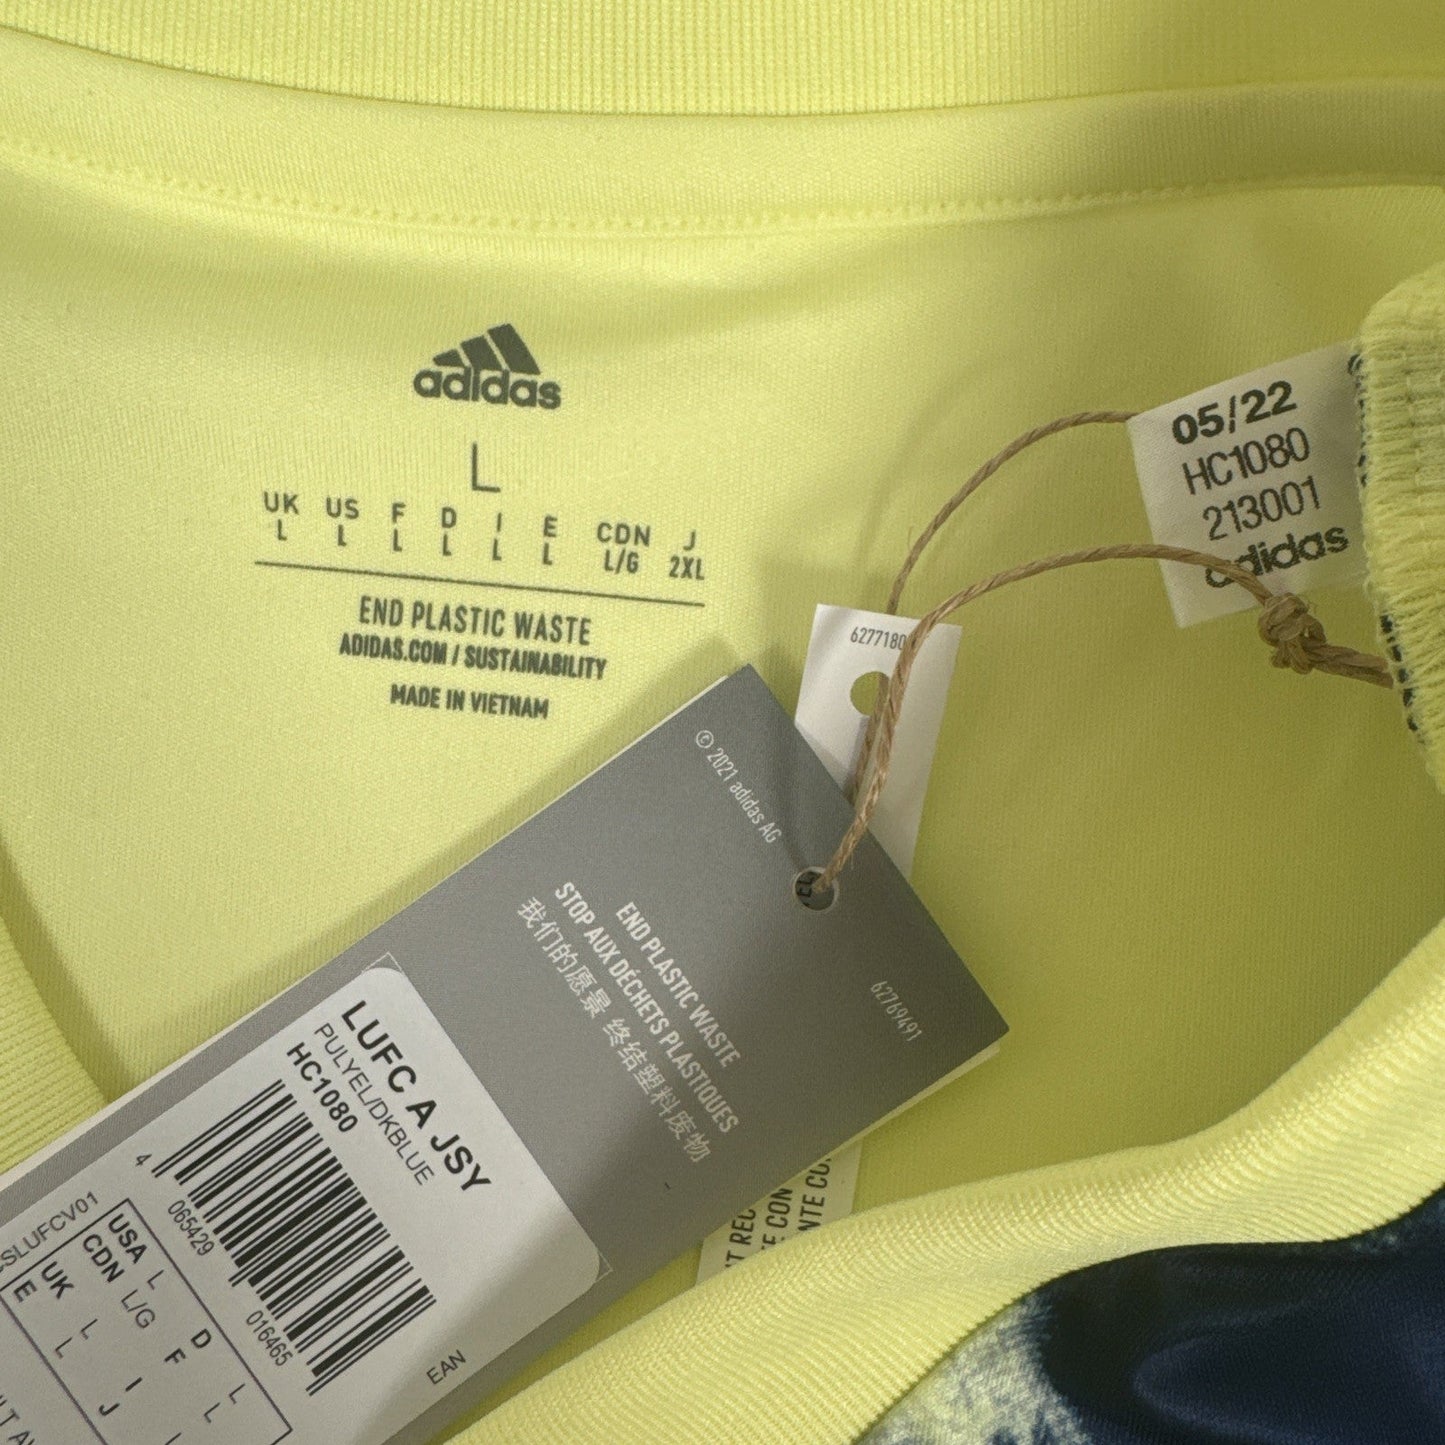 adidas
L
UK US F D I E CDN J
L L L L L L L/G 2XL
END PLASTIC WASTE
ADIDAS.COM / SUSTAINABILITY
MADE IN VIETNAM
05/22
HC1080
213001
adidas
6277180
© 2021 adidas AG
END PLASTIC WASTE
STOP AUX DÉCHETS PLASTIQUES
我们的愿景 终结塑料废物
62769491
LUFC A JSY
PULYEL/DKBLUE
HC1080
4 065429 016465
EAN
SLUFCV01
USA L D L
CDN L/G F L
UK L I L
E L J